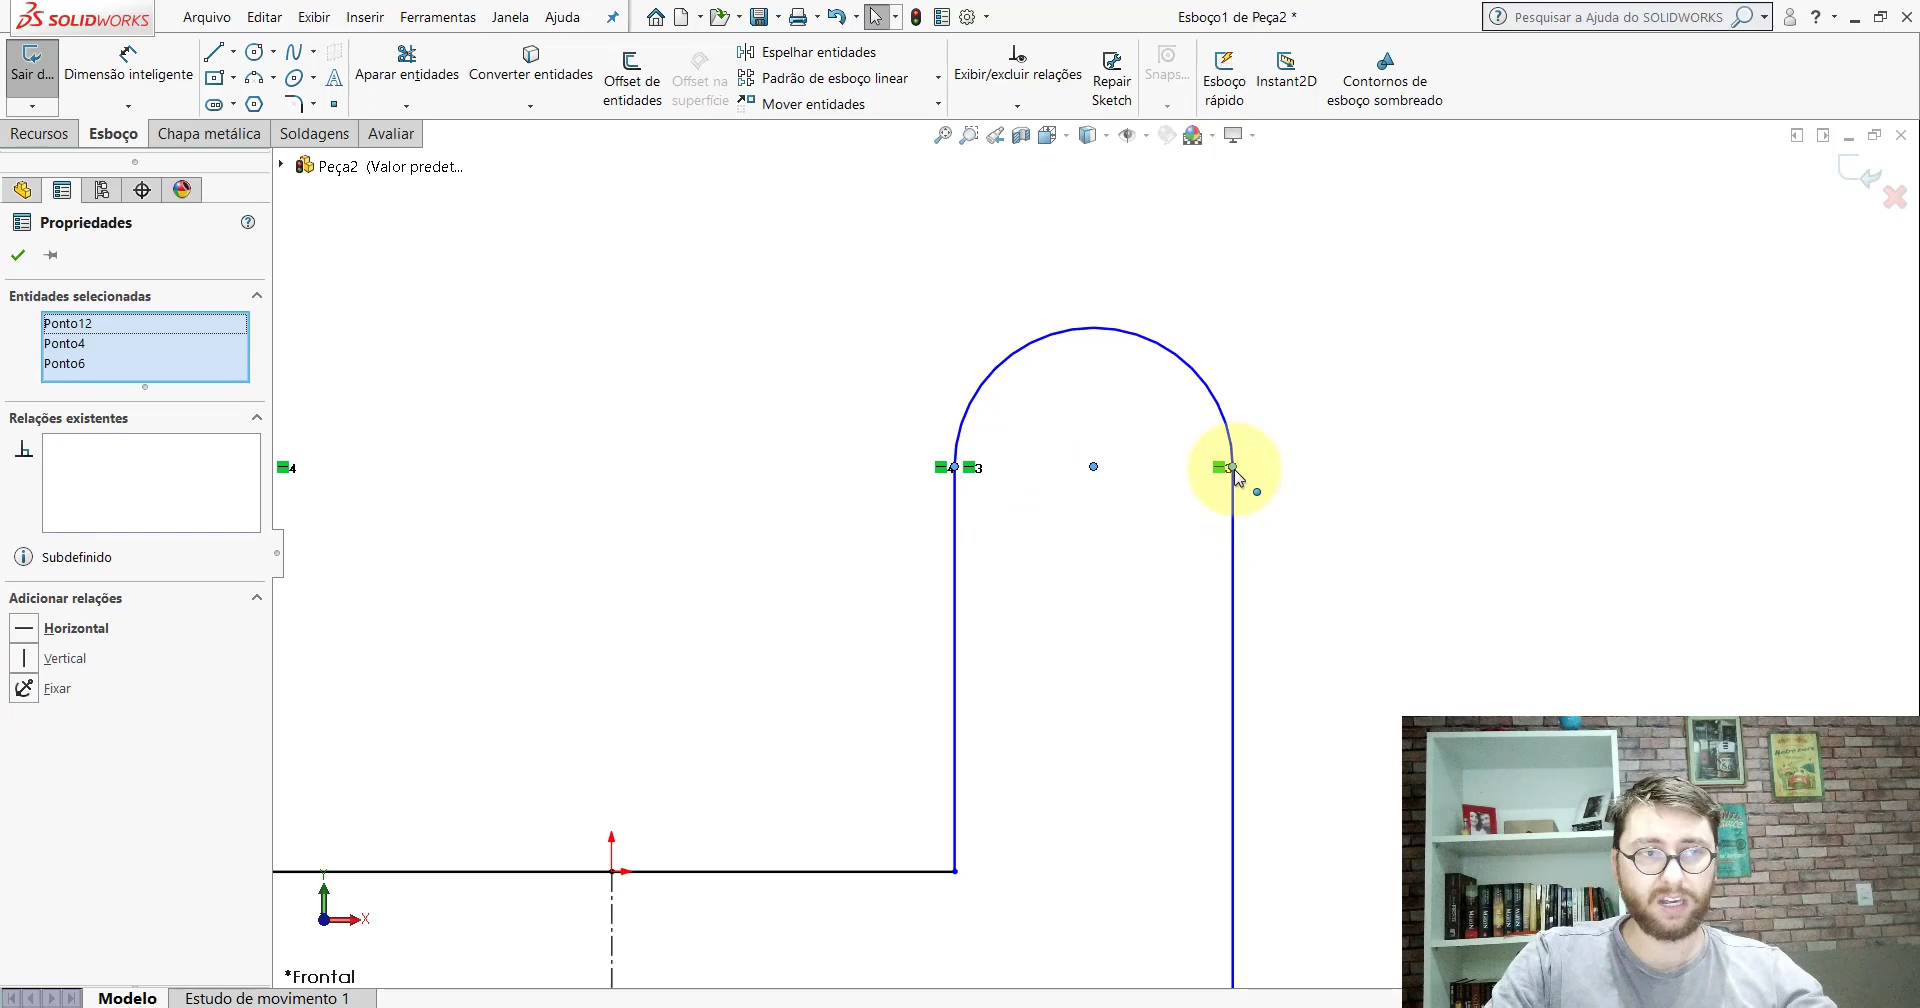 SOLIDWORKS
Arquivo Editar Exibir Inserir Ferramentas Janela Ajuda
Esboço1 de Peça2 *
Pesquisar a Ajuda do SOLIDWORKS
Sair d...
Dimensão inteligente
Aparar entidades
Converter entidades
Offset de entidades
Offset na superfície
Espelhar entidades
Padrão de esboço linear
Mover entidades
Exibir/excluir relações
Repair Sketch
Snaps...
Esboço rápido
Instant2D
Contornos de esboço sombreado
Recursos Esboço Chapa metálica Soldagens Avaliar
Peça2 (Valor predet...
Propriedades
Entidades selecionadas
Ponto12
Ponto4
Ponto6
Relações existentes
Subdefinido
Adicionar relações
Horizontal
Vertical
Fixar
4
4
3
3
Y
X
*Frontal
Modelo Estudo de movimento 1